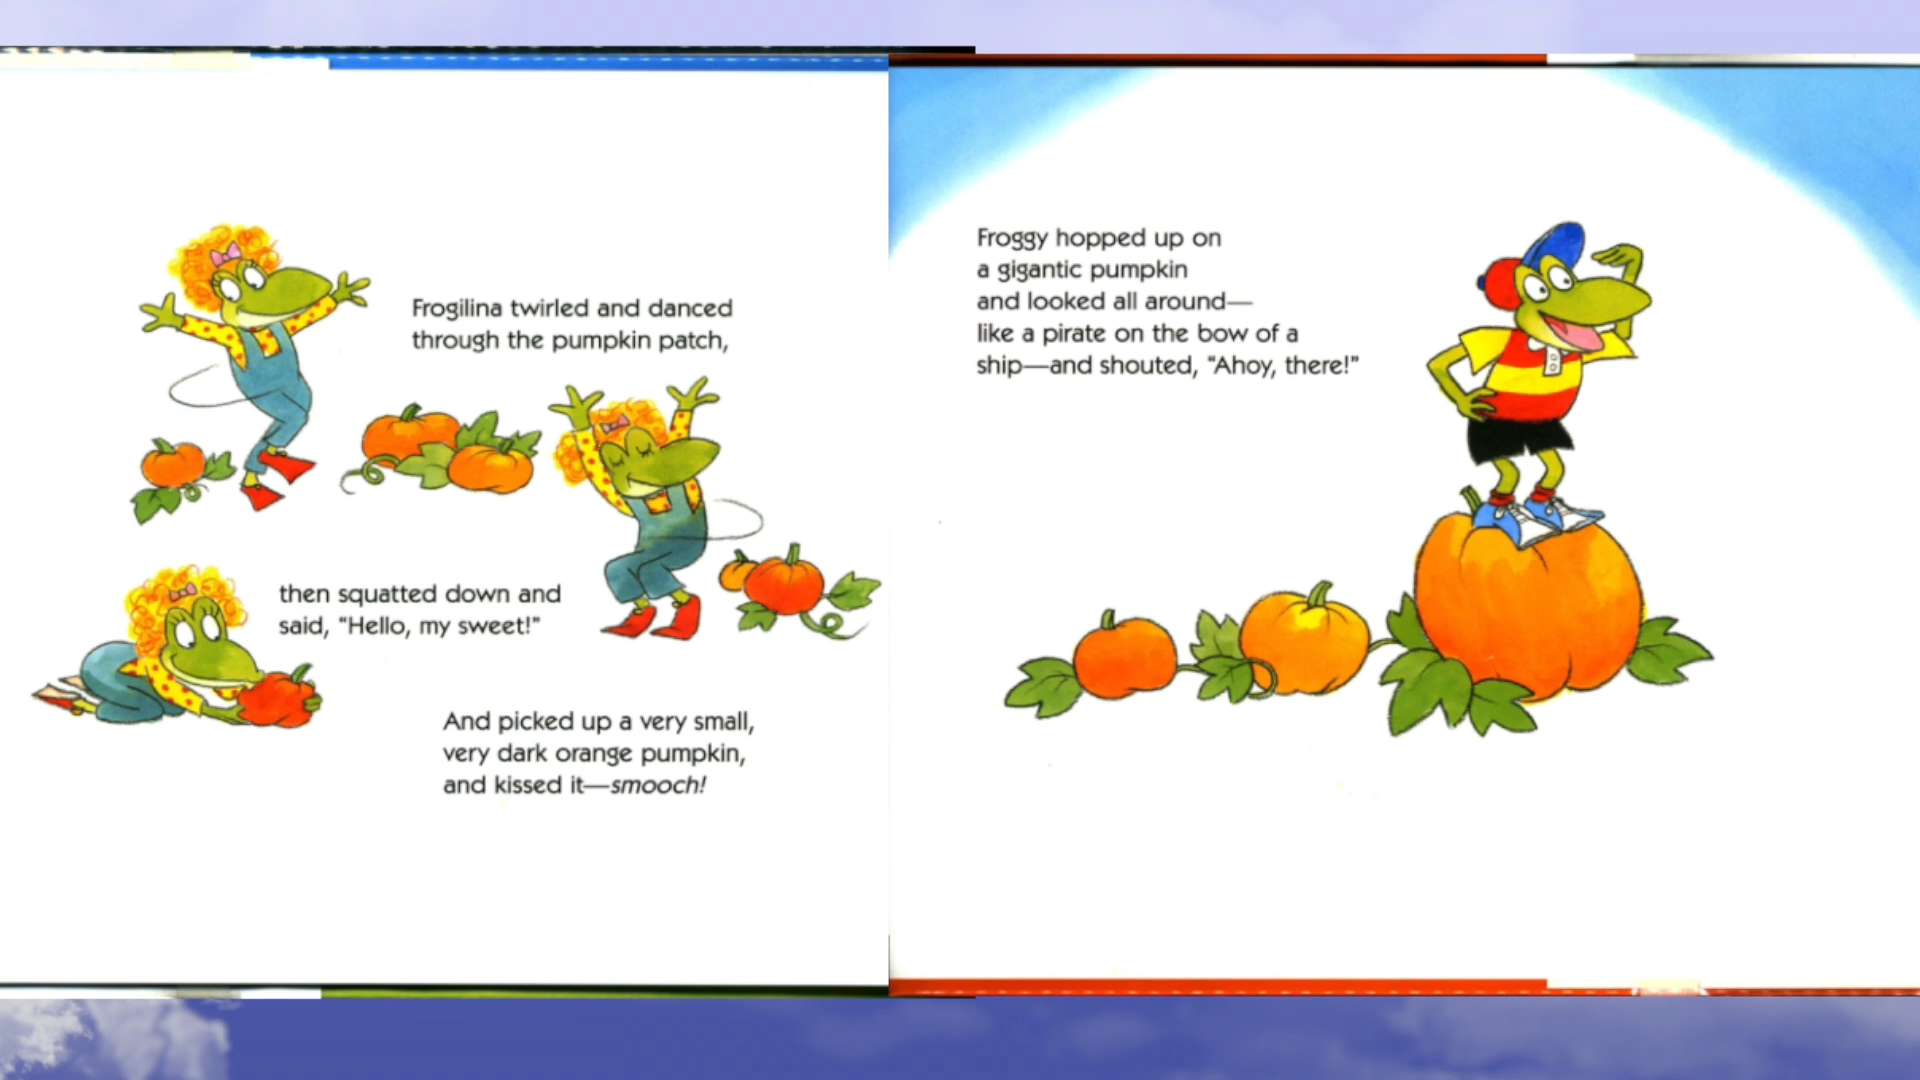 Frogilina twirled and danced
through the pumpkin patch,
then squatted down and
said, “Hello, my sweet!”
And picked up a very small,
very dark orange pumpkin,
and kissed it—smooch!
Froggy hopped up on
a gigantic pumpkin
and looked all around—
like a pirate on the bow of a
ship—and shouted, “Ahoy, there!”